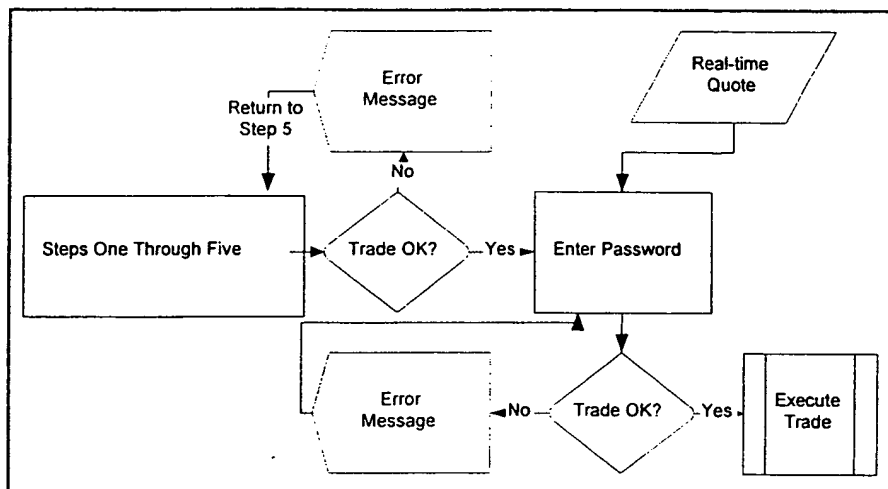 Error
Message
Real-time
Quote
Return to
Step 5
No
Steps One Through Five
Trade OK?
Yes
Enter Password
Error
Message
No
Trade OK?
Yes
Execute
Trade